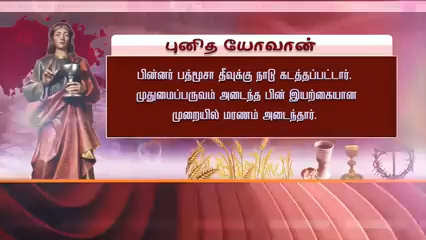 புனித யோவான்
பின்னர் பத்மூசா தீவுக்கு நாடு கடத்தப்பட்டார்.
முதுமைப்பருவம் அடைந்த பின் இயற்கையான
முறையில் மரணம் அடைந்தார்.